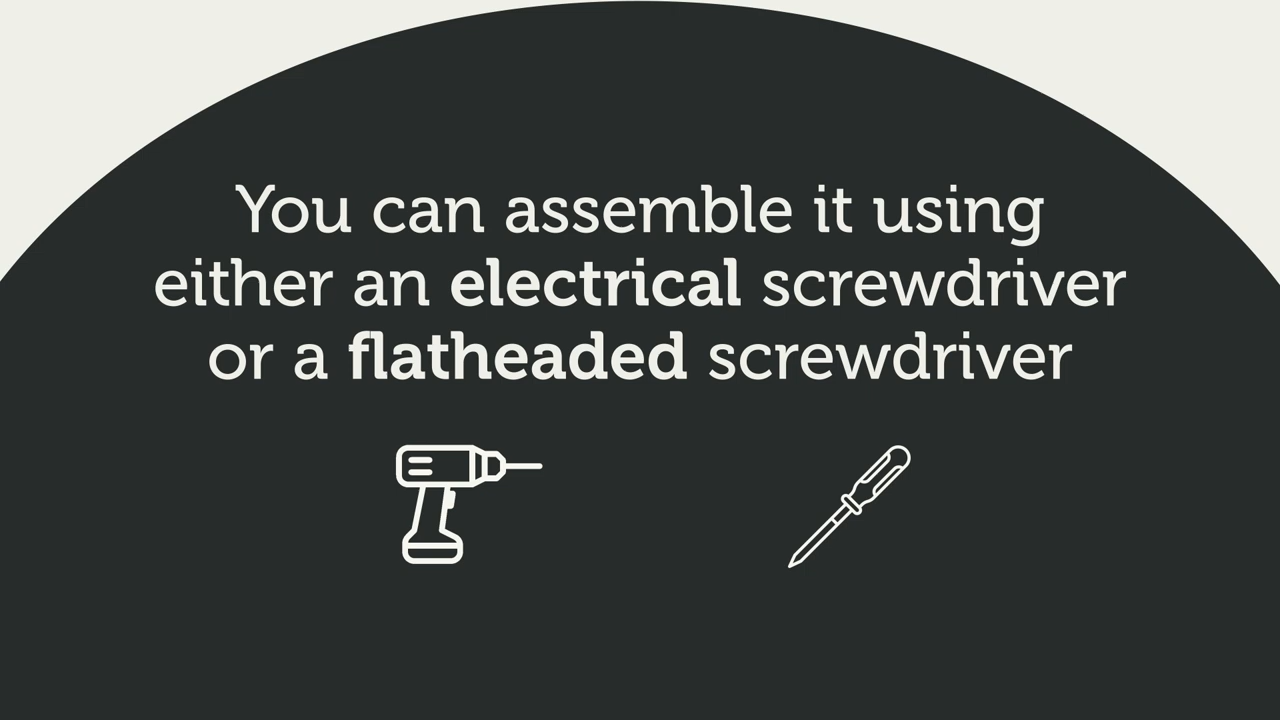 You can assemble it using
either an electrical screwdriver
or a flatheaded screwdriver